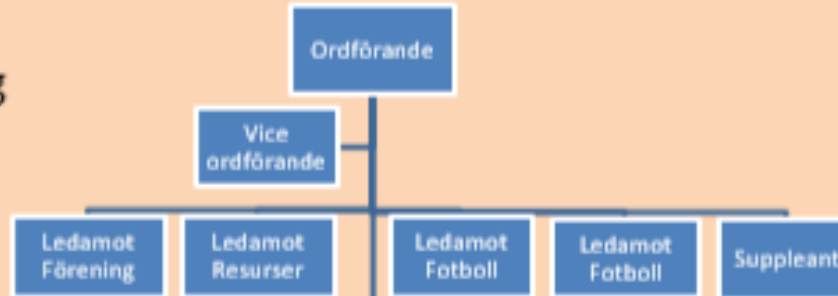 Ordförande
Vice
ordförande
Ledamot
Förening
Ledamot
Resurser
Ledamot
Fotboll
Ledamot
Fotboll
Suppleant